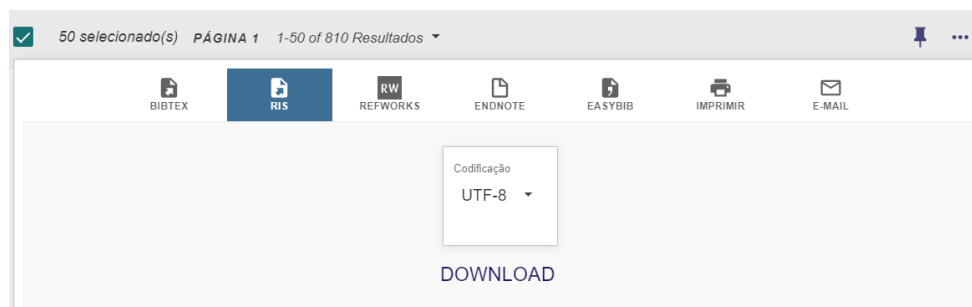 50 selecionado(s) PÁGINA 1 1-50 of 810 Resultados
RW
BIBTEX RIS REFWORKS ENDNOTE EASYBIB IMPRIMIR E-MAIL
Codificação
UTF-8
DOWNLOAD